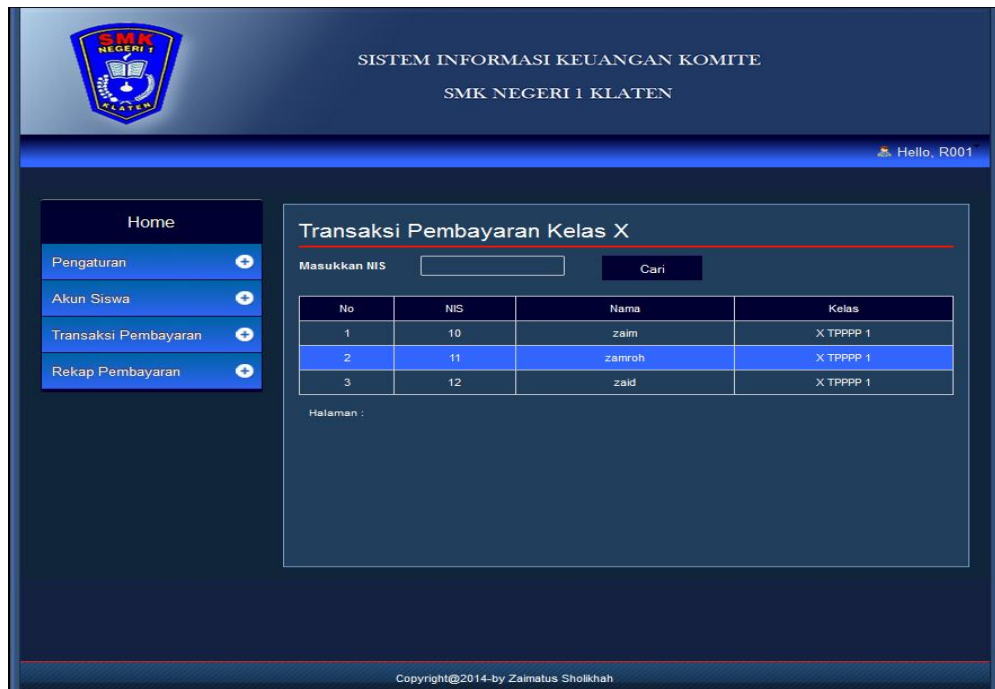 SMK
NEGERI 1
KLATEN
SISTEM INFORMASI KEUANGAN KOMITE
SMK NEGERI 1 KLATEN
Hello, R001
Home
Pengaturan
Akun Siswa
Transaksi Pembayaran
Rekap Pembayaran
Transaksi Pembayaran Kelas X
Masukkan NIS Cari
No NIS Nama Kelas
1 10 zaim X TPPPP 1
2 11 zamroh X TPPPP 1
3 12 zaid X TPPPP 1
Halaman :
Copyright@2014-by Zaimatus Sholikhah